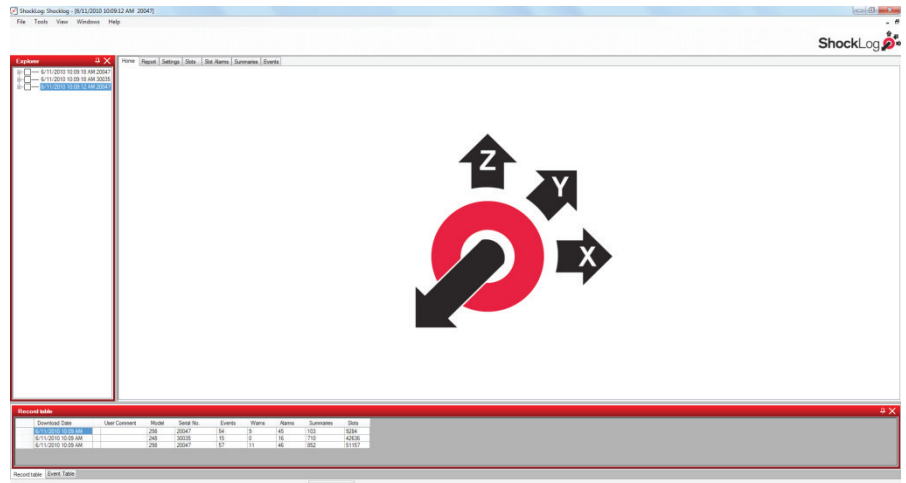 ShockLog: Shocklog - [6/11/2010 10:09:12 AM 20047]
File Tools View Windows Help
ShockLog
Explorer
Home Report Settings Slots Slot Alarms Summaries Events
6/11/2010 10:09:18 AM 20047
6/11/2010 10:09:18 AM 30035
6/11/2010 10:09:12 AM 20047
Z
Y
X
Record table
Download Date User Comment Model Serial No. Events Warns Alarms Summaries Slots
6/11/2010 10:09 AM 298 20047 54 9 45 103 9284
6/11/2010 10:09 AM 248 30035 15 0 16 710 42636
6/11/2010 10:09 AM 298 20047 57 11 46 852 51157
Record table Event Table